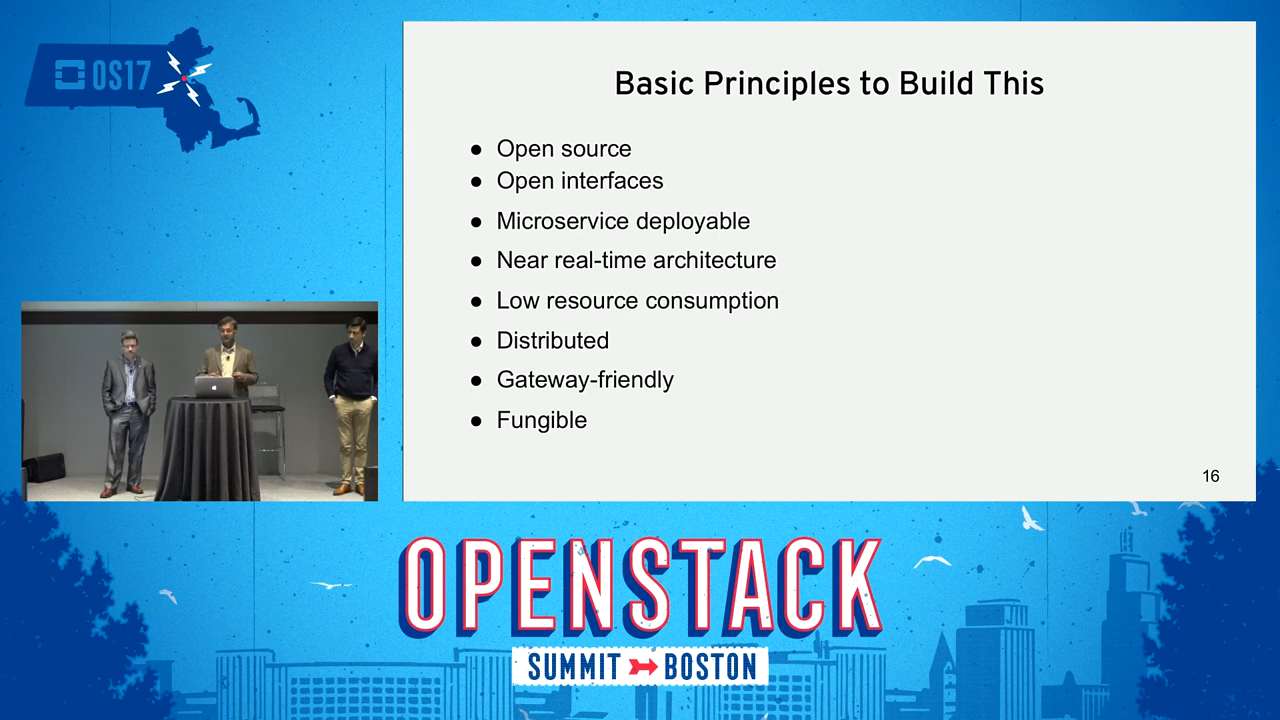 OS17
Basic Principles to Build This
● Open source
● Open interfaces
● Microservice deployable
● Near real-time architecture
● Low resource consumption
● Distributed
● Gateway-friendly
● Fungible
16
OPENSTACK
SUMMIT BOSTON